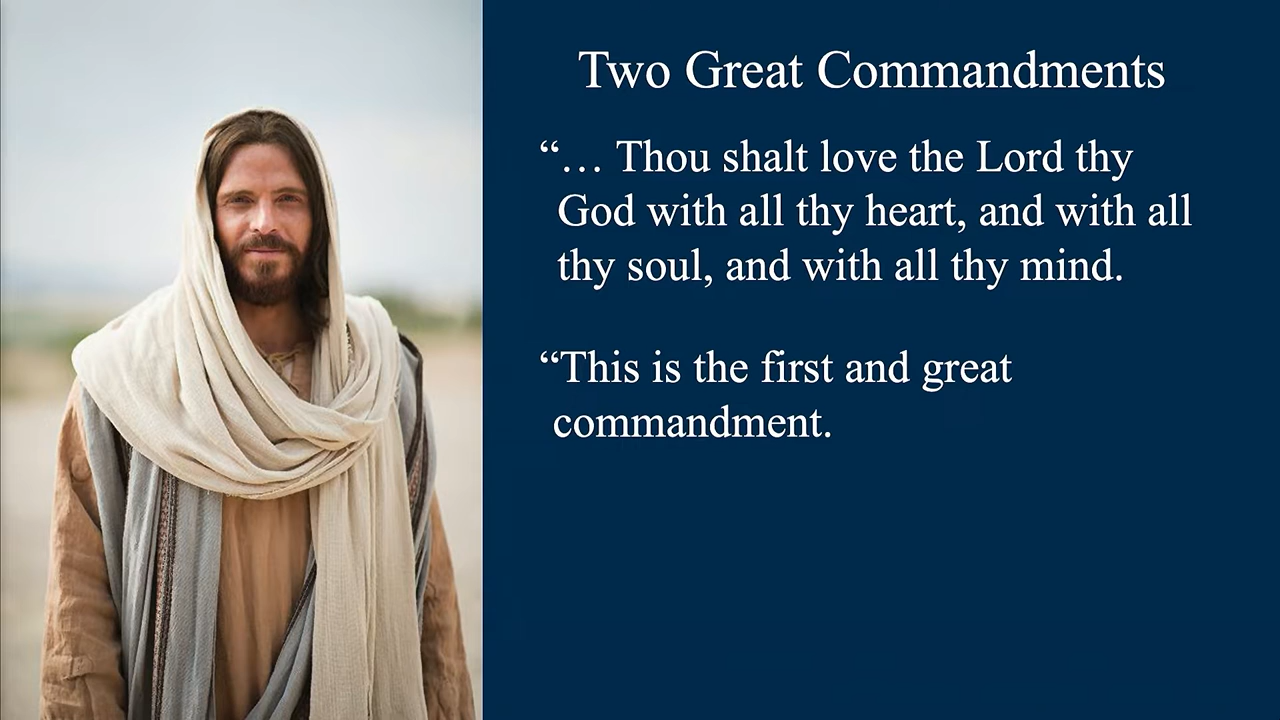 Two Great Commandments
“… Thou shalt love the Lord thy
God with all thy heart, and with all
thy soul, and with all thy mind.
“This is the first and great
commandment.